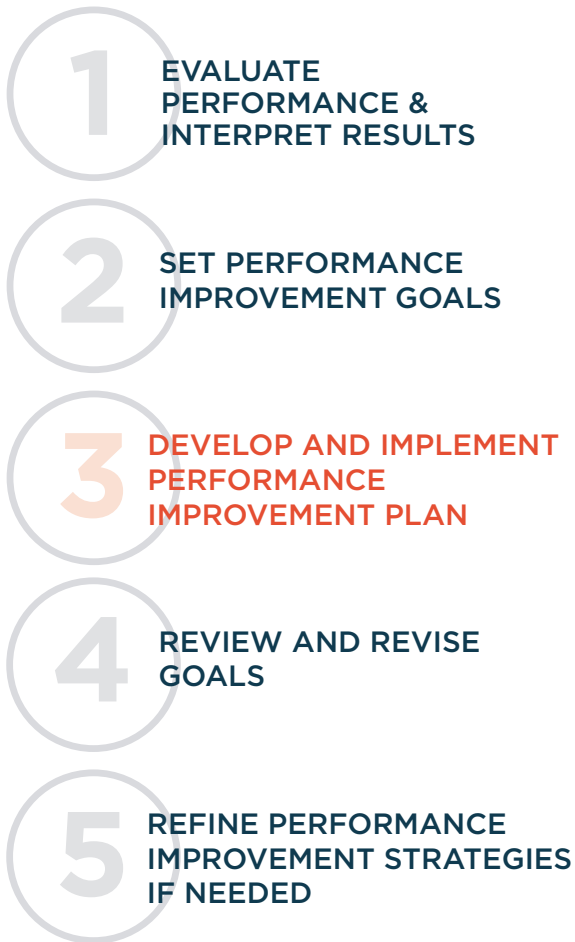 1
EVALUATE
PERFORMANCE &
INTERPRET RESULTS
2
SET PERFORMANCE
IMPROVEMENT GOALS
3
DEVELOP AND IMPLEMENT
PERFORMANCE
IMPROVEMENT PLAN
4
REVIEW AND REVISE
GOALS
5
REFINE PERFORMANCE
IMPROVEMENT STRATEGIES
IF NEEDED